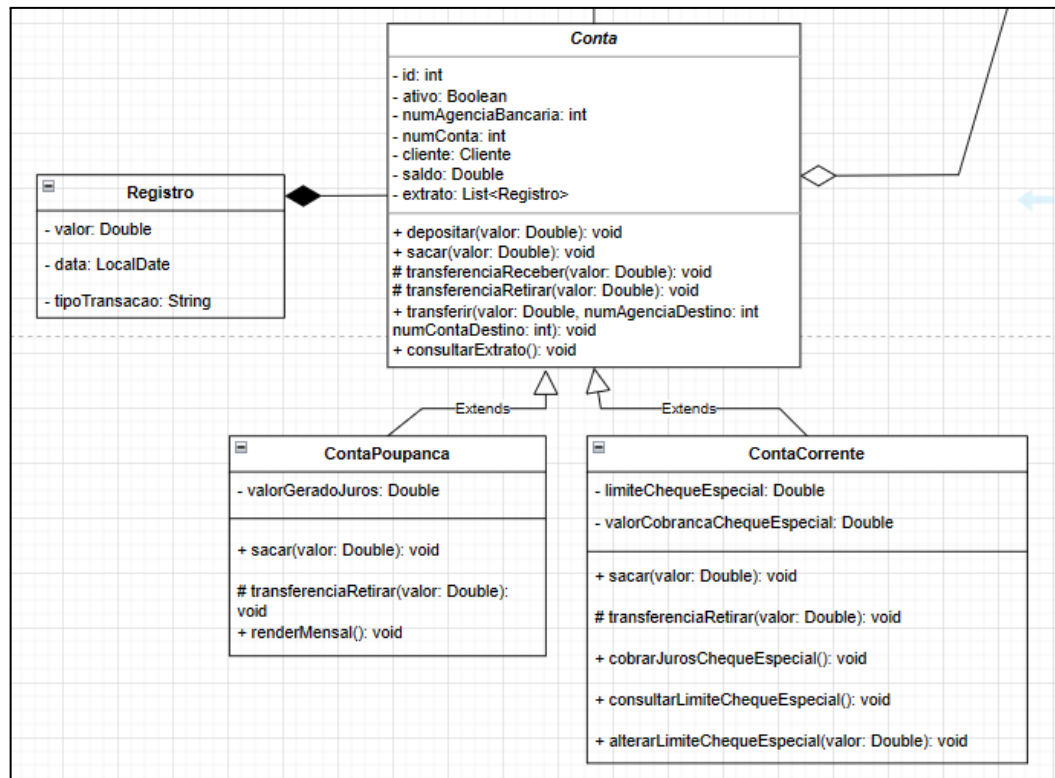 Conta
- id: int
- ativo: Boolean
- numAgenciaBancaria: int
- numConta: int
- cliente: Cliente
- saldo: Double
- extrato: List<Registro>
+ depositar(valor: Double): void
+ sacar(valor: Double): void
# transferenciaReceber(valor: Double): void
# transferenciaRetirar(valor: Double): void
+ transferir(valor: Double, numAgenciaDestino: int
numContaDestino: int): void
+ consultarExtrato(): void
Registro
- valor: Double
- data: LocalDate
- tipoTransacao: String
Extends
Extends
ContaPoupanca
- valorGeradoJuros: Double
+ sacar(valor: Double): void
# transferenciaRetirar(valor: Double):
void
+ renderMensal(): void
ContaCorrente
- limiteChequeEspecial: Double
- valorCobrancaChequeEspecial: Double
+ sacar(valor: Double): void
# transferenciaRetirar(valor: Double): void
+ cobrarJurosChequeEspecial(): void
+ consultarLimiteChequeEspecial(): void
+ alterarLimiteChequeEspecial(valor: Double): void